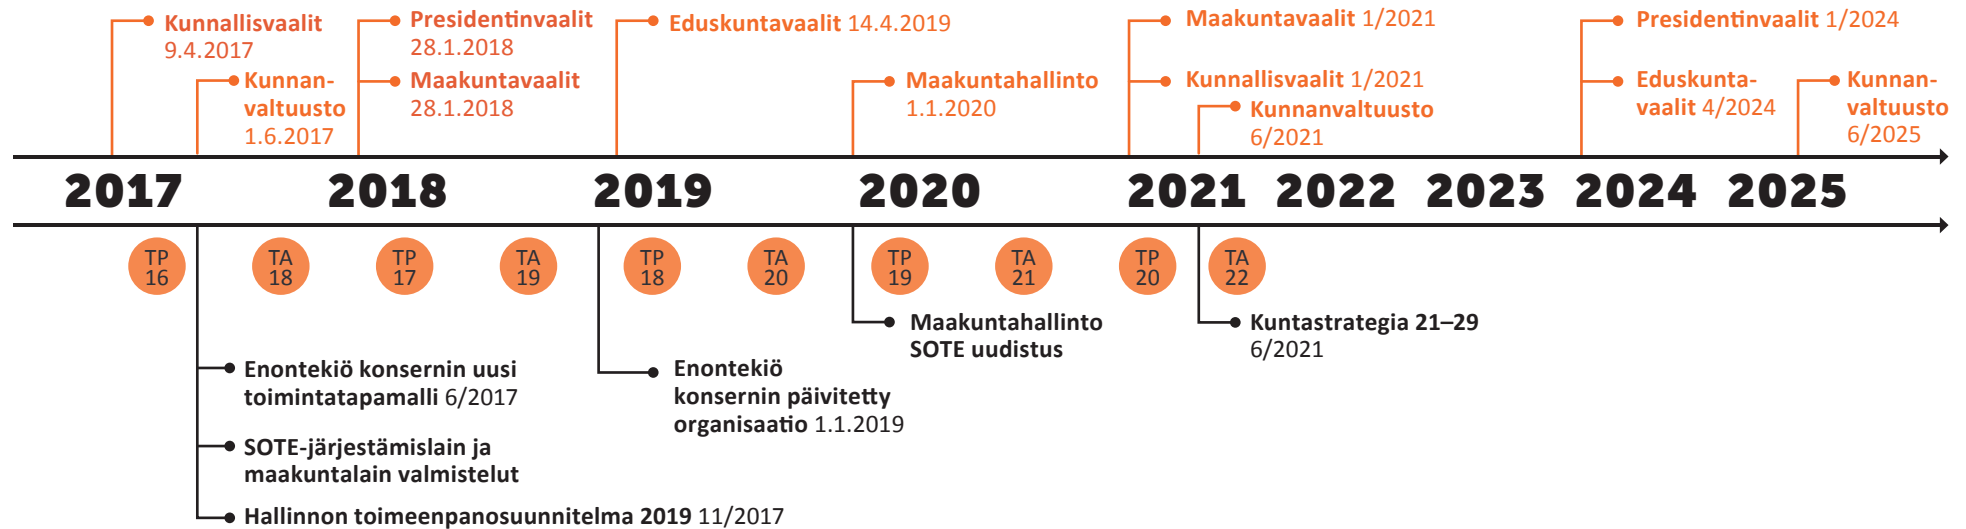 Kunnallisvaalit
9.4.2017
Kunnan-
valtuusto
1.6.2017
Presidentinvaalit
28.1.2018
Maakuntavaalit
28.1.2018
Eduskuntavaalit 14.4.2019
Maakuntahallinto
1.1.2020
Maakuntavaalit 1/2021
Kunnallisvaalit 1/2021
Kunnanvaltuusto
6/2021
Presidentinvaalit 1/2024
Eduskunta-
vaalit 4/2024
Kunnan-
valtuusto
6/2025
2017 2018 2019 2020 2021 2022 2023 2024 2025
TP
16
TA
18
TP
17
TA
19
TP
18
TA
20
TP
19
TA
21
TP
20
TA
22
Enontekiö konsernin uusi
toimintatapamalli 6/2017
SOTE-järjestämislain ja
maakuntalain valmistelut
Hallinnon toimeenpanosuunnitelma 2019 11/2017
Enontekiö
konsernin päivitetty
organisaatio 1.1.2019
Maakuntahallinto
SOTE uudistus
Kuntastrategia 21–29
6/2021